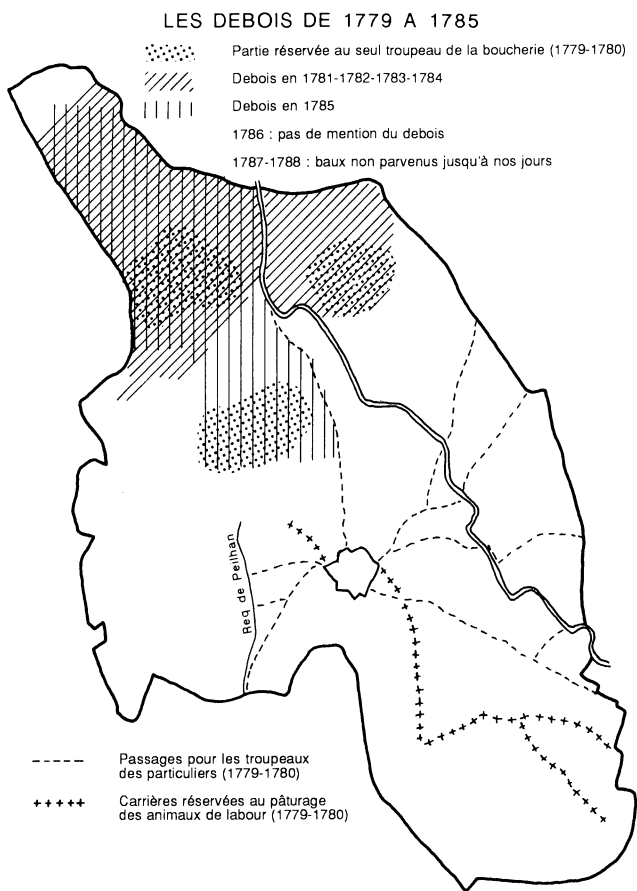 LES DEBOIS DE 1779 A 1785
Partie réservée au seul troupeau de la boucherie (1779-1780)
Debois en 1781-1782-1783-1784
Debois en 1785
1786 : pas de mention du debois
1787-1788 : baux non parvenus jusqu'à nos jours
Req de Peilhan
Passages pour les troupeaux
des particuliers (1779-1780)
Carrières réservées au pâturage
des animaux de labour (1779-1780)